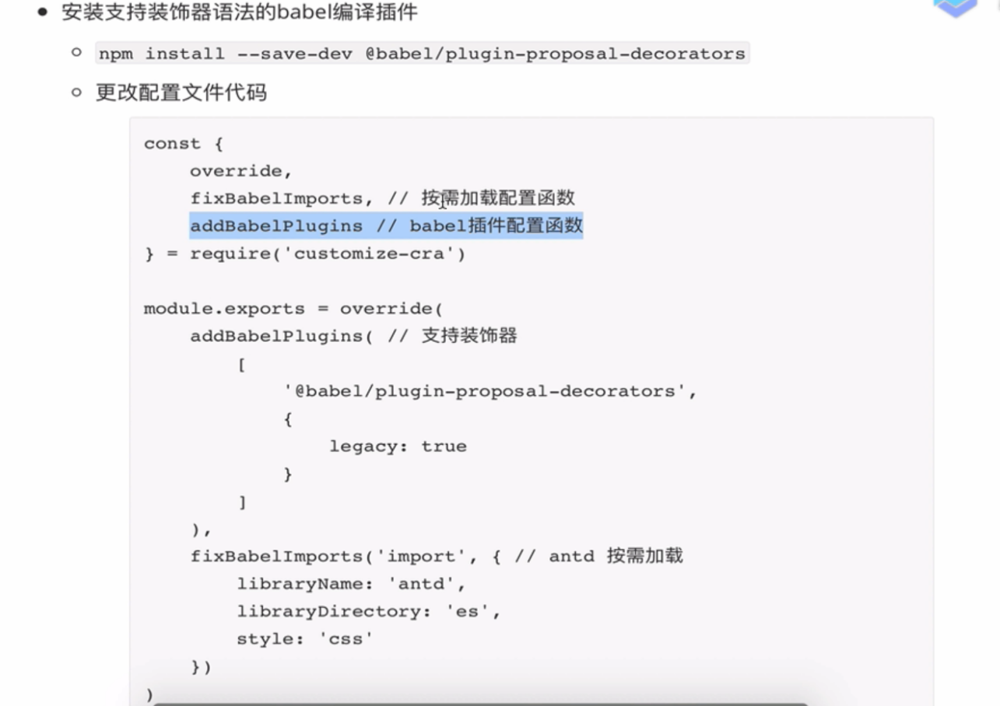 安装支持装饰器语法的babel编译插件
npm install --save-dev @babel/plugin-proposal-decorators
更改配置文件代码
const {
override,
fixBabelImports, // 按需加载配置函数
addBabelPlugins // babel插件配置函数
} = require('customize-cra')
module.exports = override(
addBabelPlugins( // 支持装饰器
[
'@babel/plugin-proposal-decorators',
{
legacy: true
}
]
),
fixBabelImports('import', { // antd 按需加载
libraryName: 'antd',
libraryDirectory: 'es',
style: 'css'
})
)